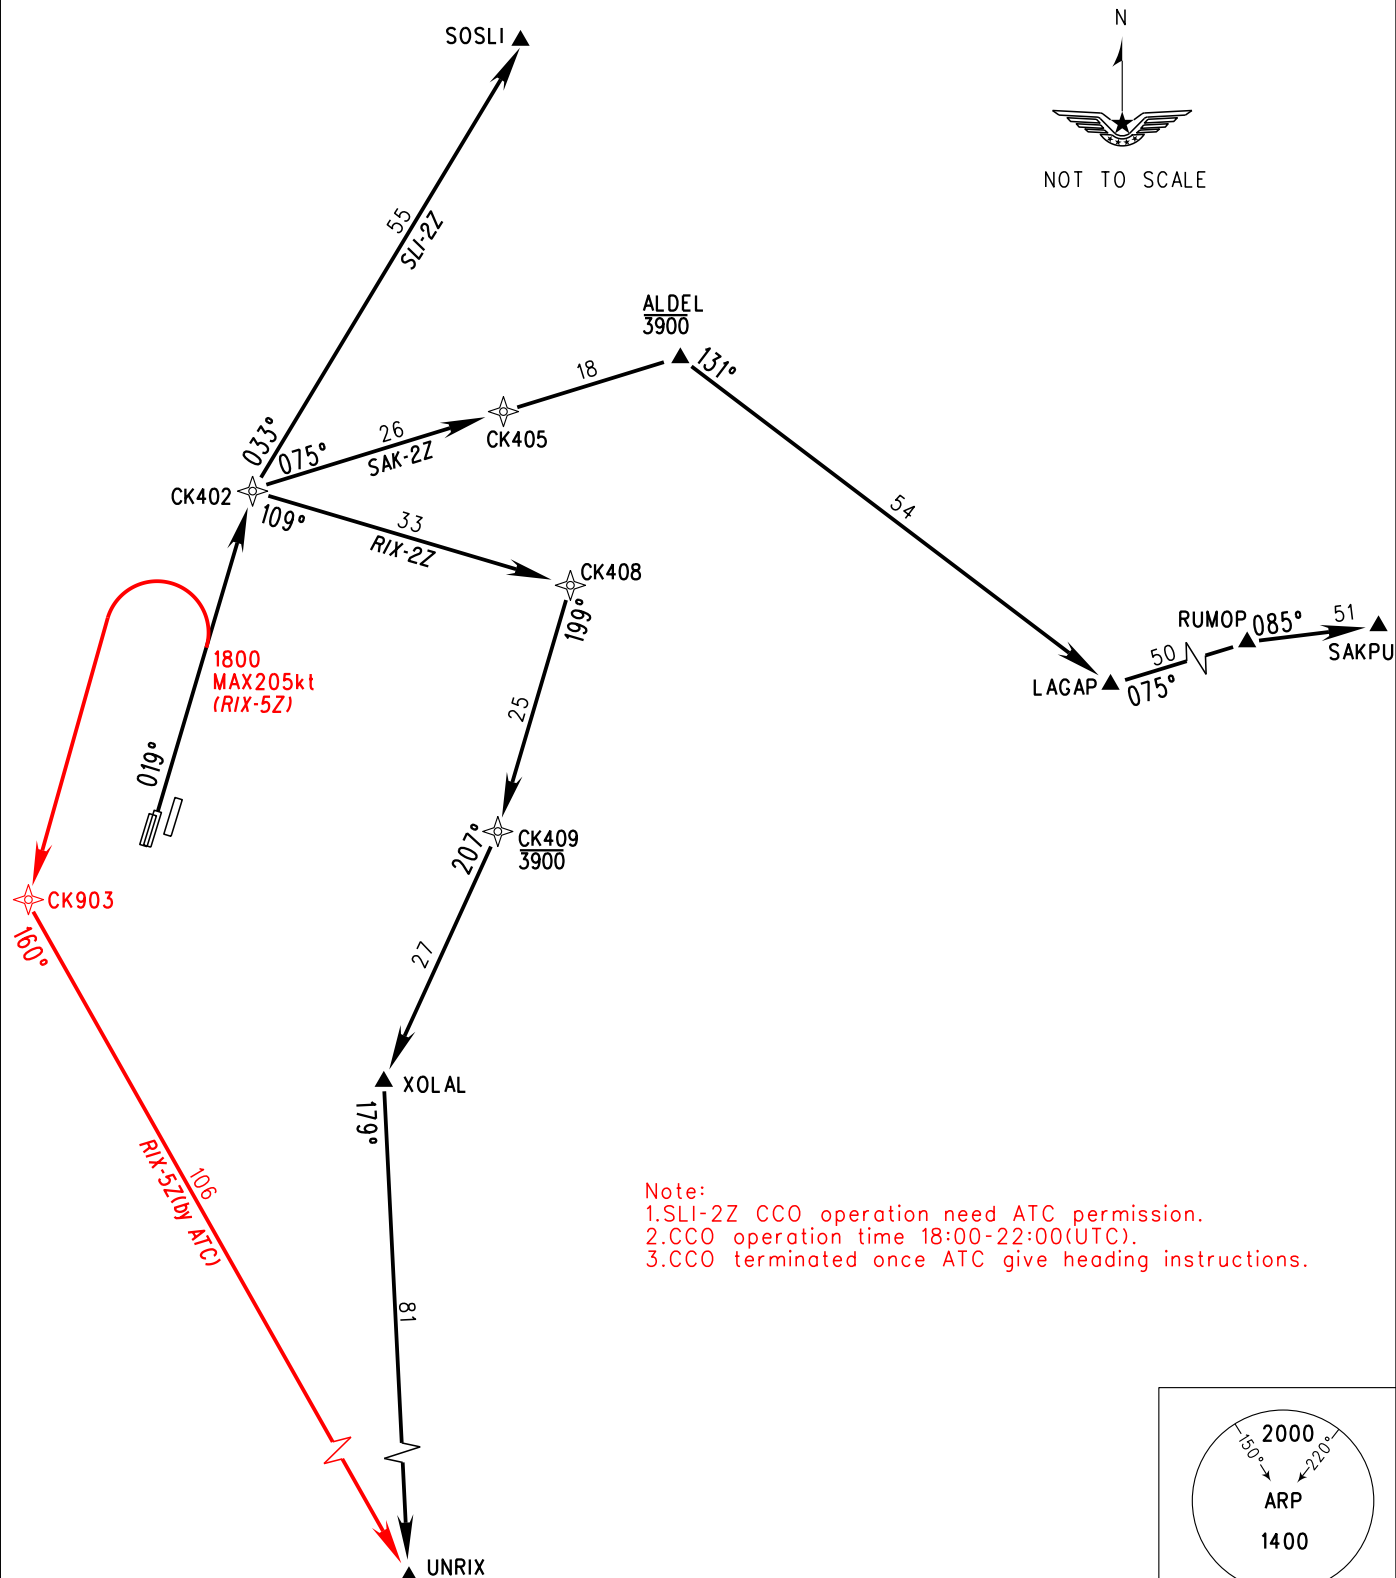 SOSLI
N
NOT TO SCALE
55
SLI-2Z
ALDEL
3900
131°
18
033°
075°
26
SAK-2Z
CK405
CK402
109°
33
RIX-2Z
CK408
199°
54
RUMOP
085°
51
SAKPU
50
LAGAP
075°
1800
MAX205kt
(RIX-5Z)
25
019°
207°
CK409
3900
CK903
160°
27
XOLAL
179°
106
RIX-5Z(by ATC)
Note:
1.SLI-2Z CCO operation need ATC permission.
2.CCO operation time 18:00-22:00(UTC).
3.CCO terminated once ATC give heading instructions.
81
2000
150°
220°
ARP
1400
UNRIX